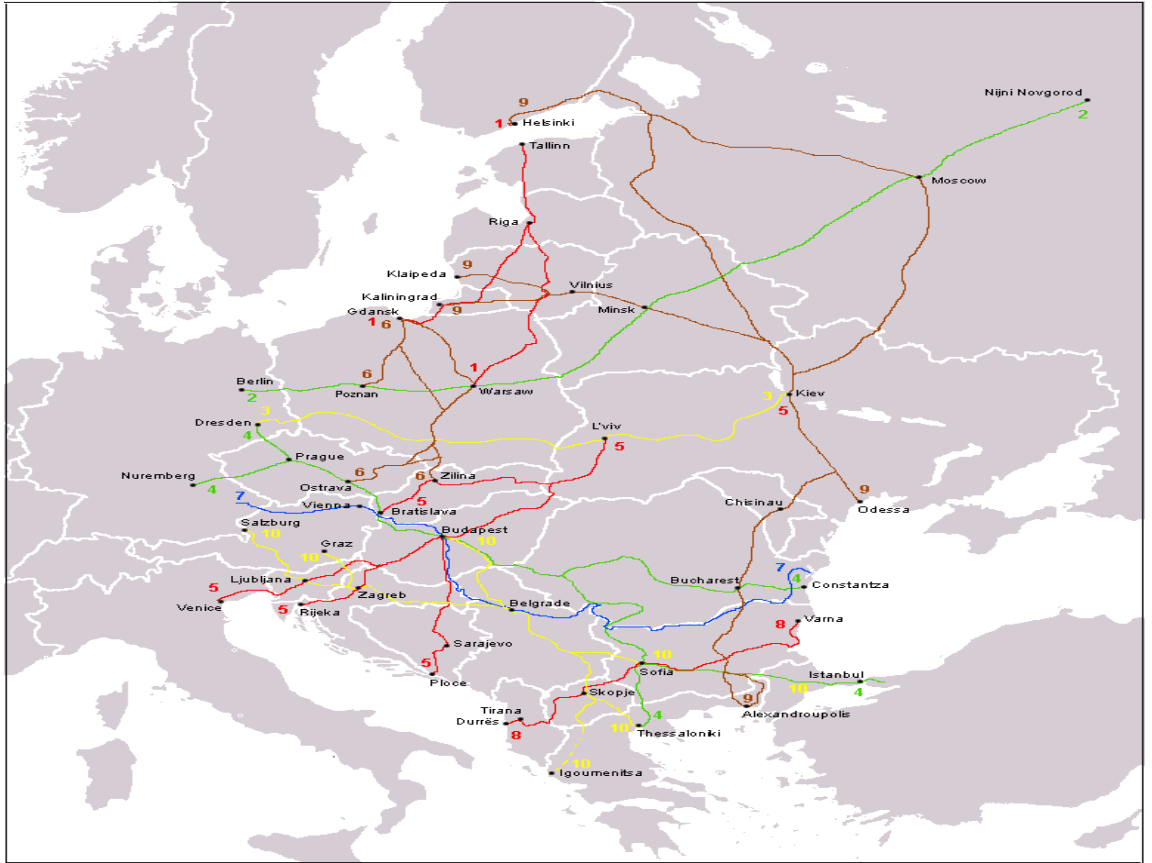 Nijni Novgorod
9
2
1 Helsinki
Tallinn
Moscow
Riga
9
Klaipeda
Vilnius
Kaliningrad
9
Minsk
Gdansk
1
6
6
1
Berlin
2
Poznan
Warsaw
3
Kiev
5
3
Dresden
4
L'viv
5
Prague
Nuremberg
4
6
Ostrava
6
Zilina
5
9
Odessa
Chisinau
7
Vienna
Bratislava
Salzburg
10
Budapest
10
Graz
10
7
Bucharest
4
Constantza
Ljubljana
5
Venice
Zagreb
5
Rijeka
Belgrade
Varna
8
Sarajevo
5
Ploce
10
Sofia
Istanbul
10
4
Skopje
9
Alexandroupolis
Tirana
Durrës
8
4
10
Thessaloniki
10
Igoumenitsa